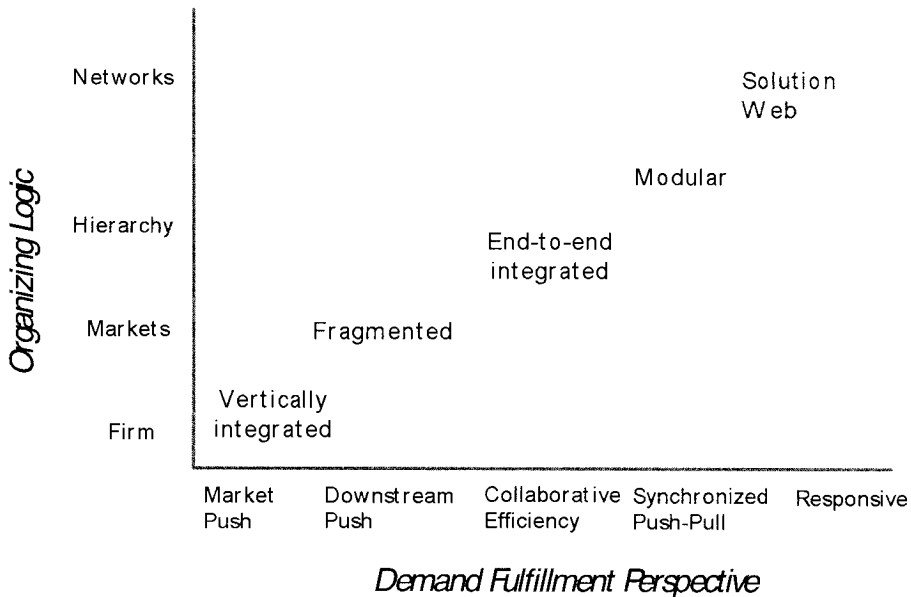 Networks
Solution
Web
Modular
Hierarchy
End-to-end
integrated
Organizing Logic
Markets
Fragmented
Vertically
integrated
Firm
Market
Push
Downstream
Push
Collaborative
Efficiency
Synchronized
Push-Pull
Responsive
Demand Fulfillment Perspective